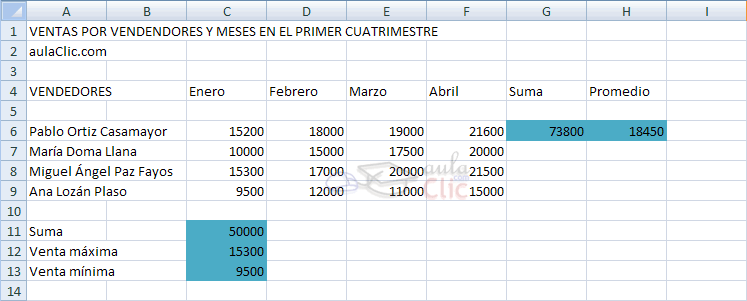 A B C D E F G H I
1 VENTAS POR VENDENDORES Y MESES EN EL PRIMER CUATRIMESTRE
2 aulaClic.com
3
4 VENDEDORES Enero Febrero Marzo Abril Suma Promedio
5
6 Pablo Ortiz Casamayor 15200 18000 19000 21600 73800 18450
7 María Doma Llana 10000 15000 17500 20000
8 Miguel Ángel Paz Fayos 15300 17000 20000 21500
9 Ana Lozán Plaso 9500 12000 11000 15000
aula
.com
Clic
10
11 Suma 50000
12 Venta máxima 15300
13 Venta mínima 9500
14